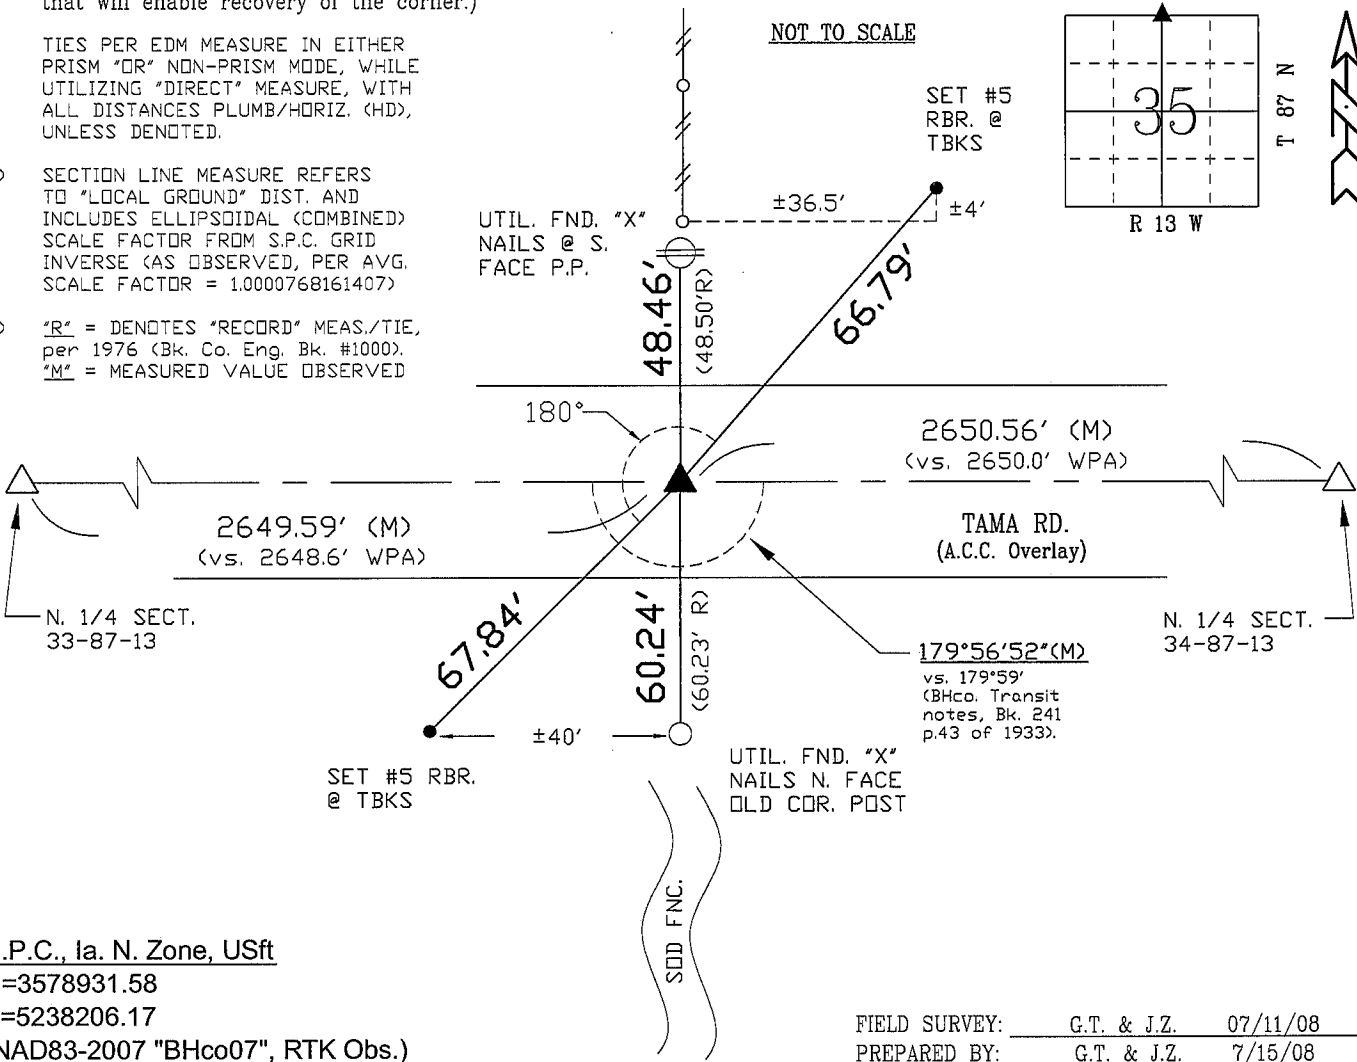 that will enable recovery of the corner.)
TIES PER EDM MEASURE IN EITHER
PRISM "OR" NON-PRISM MODE, WHILE
UTILIZING "DIRECT" MEASURE, WITH
ALL DISTANCES PLUMB/HORIZ. (HD),
UNLESS DENOTED.
) SECTION LINE MEASURE REFERS
TO "LOCAL GROUND" DIST. AND
INCLUDES ELLIPSOIDAL (COMBINED)
SCALE FACTOR FROM S.P.C. GRID
INVERSE (AS OBSERVED, PER AVG.
SCALE FACTOR = 1.0000768161407)
) "R" = DENOTES "RECORD" MEAS./TIE,
per 1976 (Bk. Co. Eng. Bk. #1000).
"M" = MEASURED VALUE OBSERVED
NOT TO SCALE
SET #5
RBR. @
TBKS
35
T 87 N
R 13 W
N
±36.5'
±4'
UTIL. FND. "X"
NAILS @ S.
FACE P.P.
48.46'
(48.50'R)
66.79'
180°
2650.56' (M)
(vs. 2650.0' WPA)
2649.59' (M)
(vs. 2648.6' WPA)
TAMA RD.
(A.C.C. Overlay)
N. 1/4 SECT.
33-87-13
N. 1/4 SECT.
34-87-13
67.84'
60.24'
(60.23' R)
179°56'52"(M)
vs. 179°59'
(BHco. Transit
notes, Bk. 241
p.43 of 1933).
±40'
SET #5 RBR.
@ TBKS
UTIL. FND. "X"
NAILS N. FACE
OLD COR. POST
SOD FNC.
.P.C., Ia. N. Zone, USft
=3578931.58
=5238206.17
NAD83-2007 "BHco07", RTK Obs.)
FIELD SURVEY: G.T. & J.Z. 07/11/08
PREPARED BY: G.T. & J.Z. 7/15/08